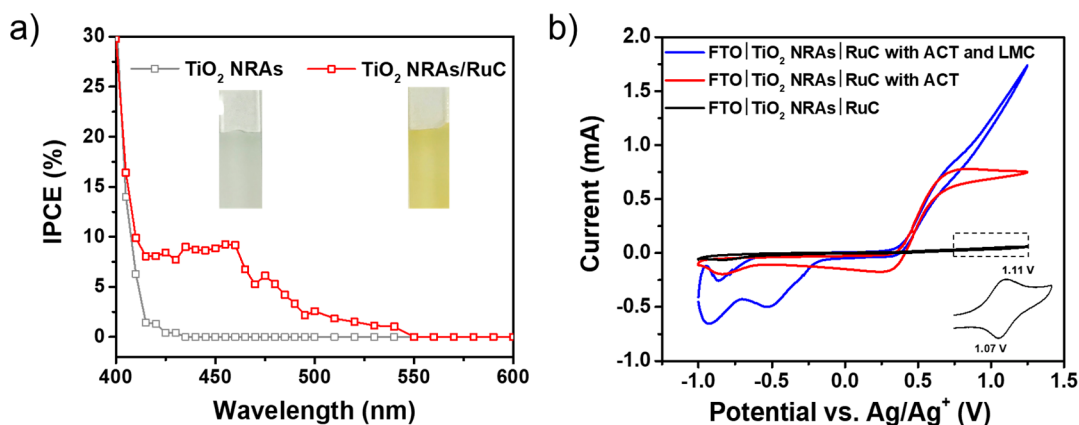 a)
30
25
20
15
10
5
0
IPCE (%)
TiO₂ NRAs
TiO₂ NRAs/RuC
400 450 500 550 600
Wavelength (nm)
b)
2.0
1.5
1.0
0.5
0.0
-0.5
-1.0
Current (mA)
FTO|TiO₂ NRAs|RuC with ACT and LMC
FTO|TiO₂ NRAs|RuC with ACT
FTO|TiO₂ NRAs|RuC
1.11 V
1.07 V
-1.0 -0.5 0.0 0.5 1.0 1.5
Potential vs. Ag/Ag⁺ (V)